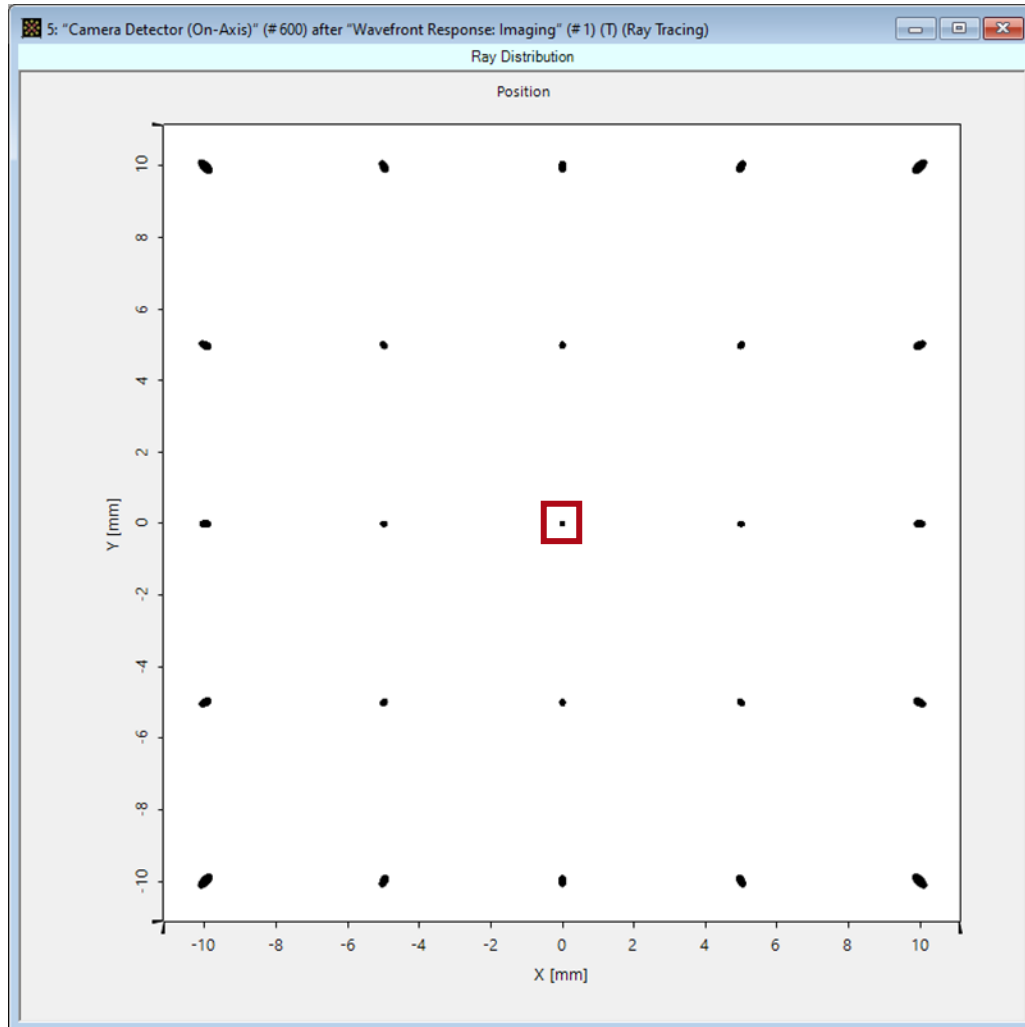 5: "Camera Detector (On-Axis)" (# 600) after "Wavefront Response: Imaging" (# 1) (T) (Ray Tracing)
Ray Distribution
Position
10
8
6
4
2
0
-2
-4
-6
-8
-10
Y [mm]
-10 -8 -6 -4 -2 0 2 4 6 8 10
X [mm]